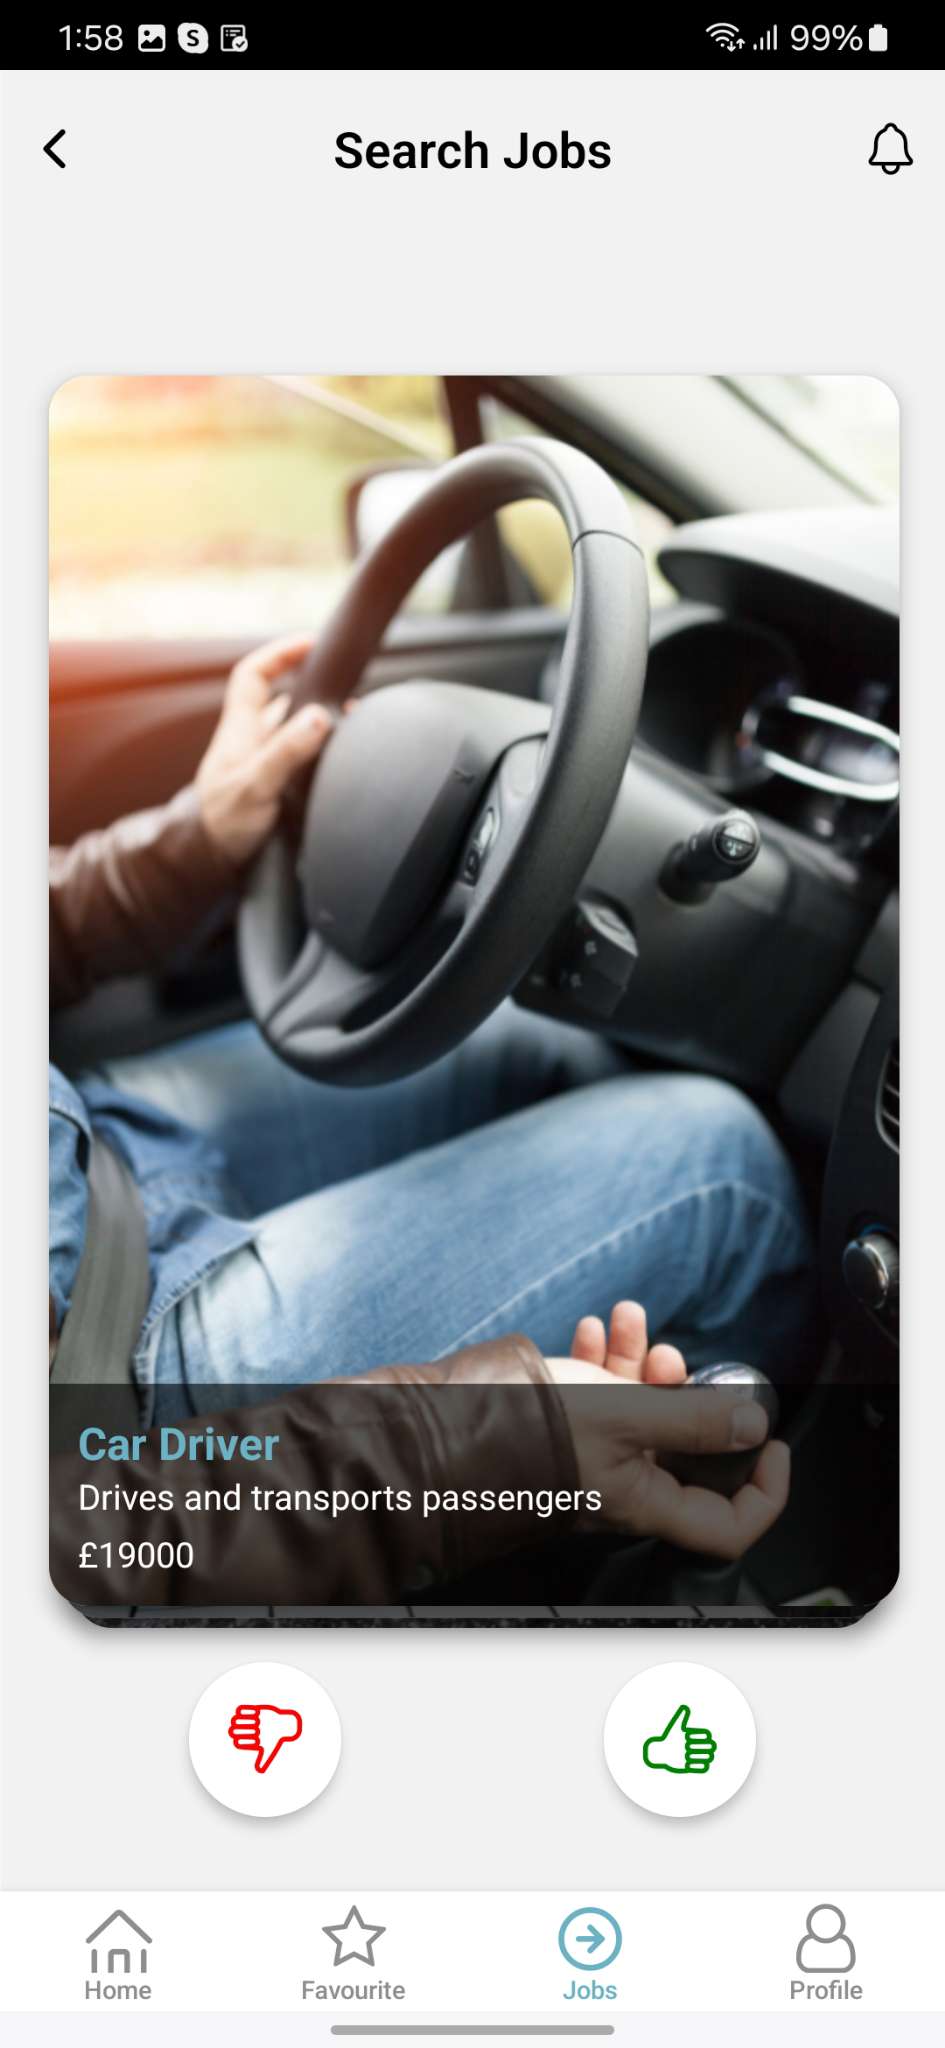 1:58
99%
Search Jobs
Car Driver
Drives and transports passengers
£19000
Home
Favourite
Jobs
Profile